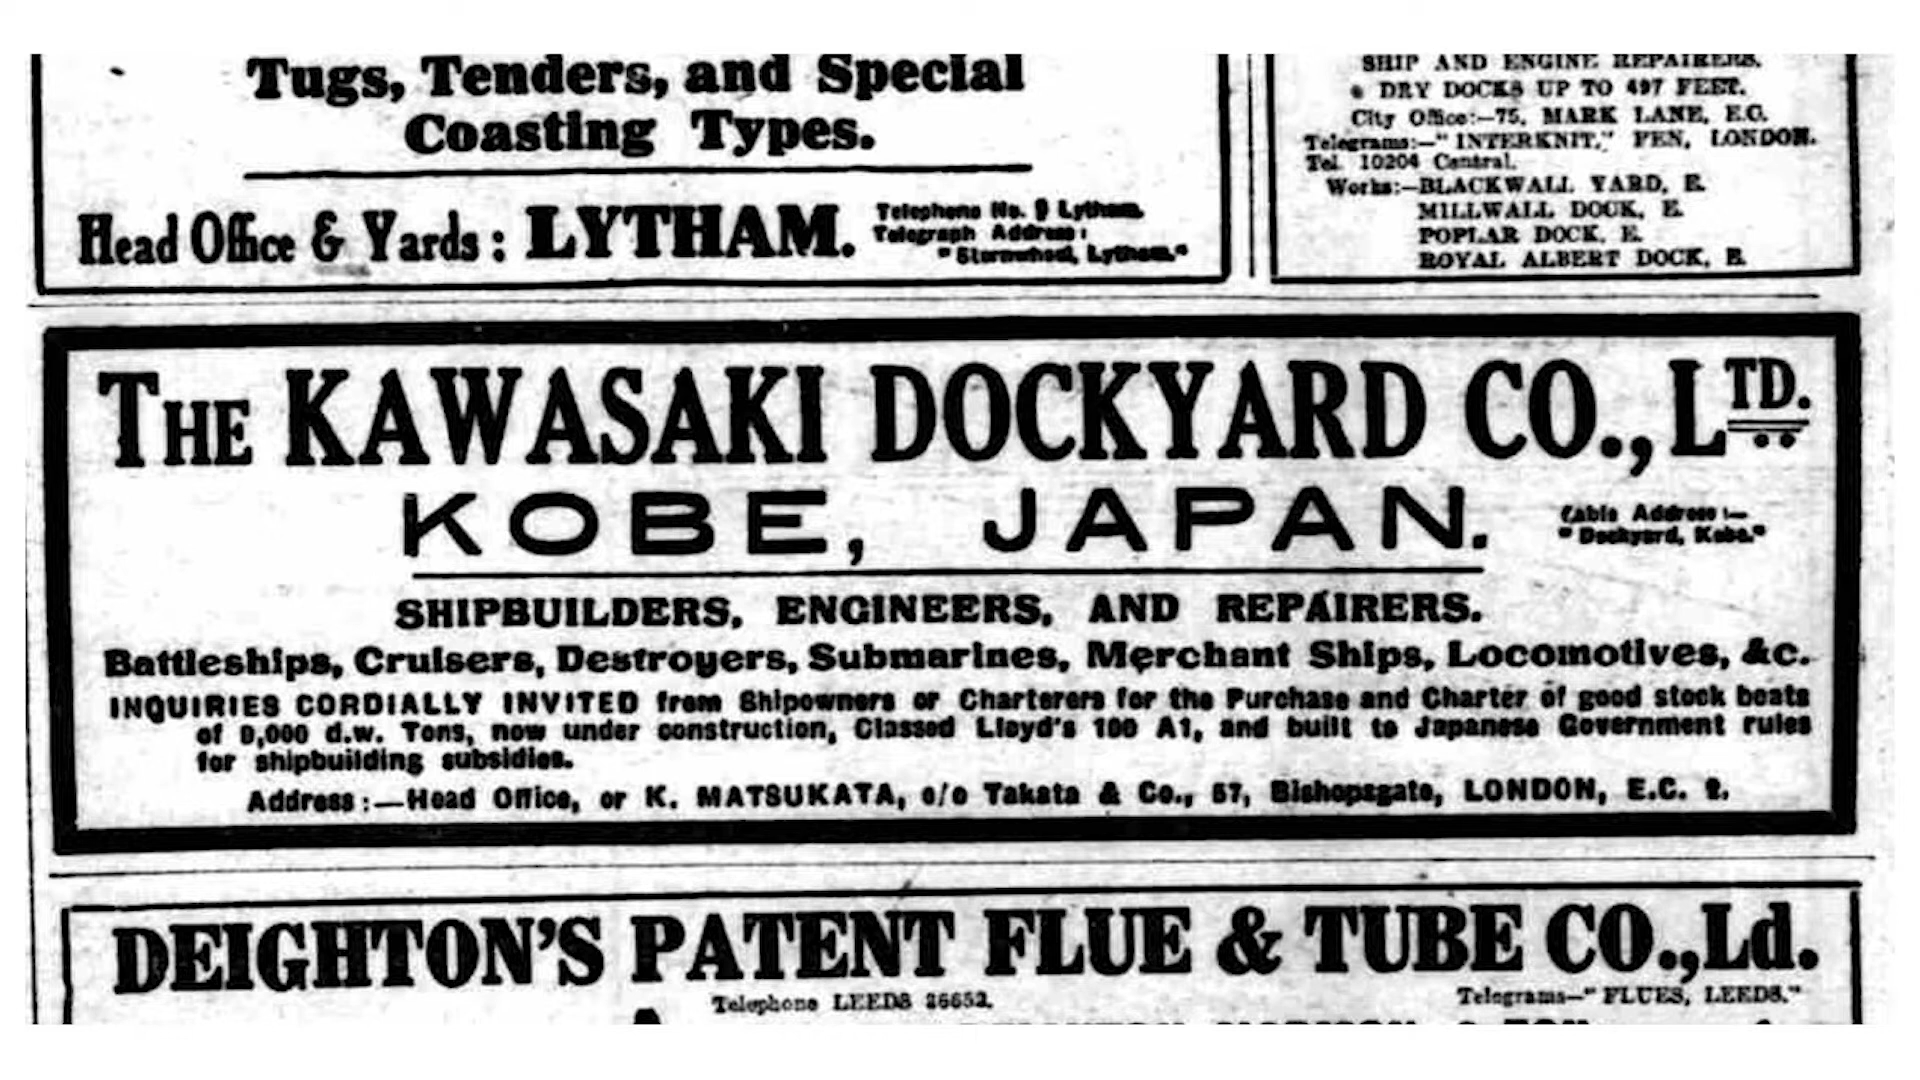 Tugs, Tenders, and Special
Coasting Types.
Head Office & Yards: LYTHAM.
Telephone No. 9 Lytham.
Telegraph Address:
"Sternwheel, Lytham."
SHIP AND ENGINE REPAIRERS.
DRY DOCKS UP TO 497 FEET.
City Office:—75, MARK LANE, E.C.
Telegrams:—"INTERKNIT," FEN, LONDON.
Tel. 10204 Central.
Works:—BLACKWALL YARD, E.
MILLWALL DOCK, E.
POPLAR DOCK, E.
ROYAL ALBERT DOCK, E.
THE KAWASAKI DOCKYARD CO., LTD.
KOBE, JAPAN.
Cable Address:—
"Dockyard, Kobe."
SHIPBUILDERS, ENGINEERS, AND REPAIRERS.
Battleships, Cruisers, Destroyers, Submarines, Merchant Ships, Locomotives, &c.
INQUIRIES CORDIALLY INVITED from Shipowners or Charterers for the Purchase and Charter of good stock boats
of 9,000 d.w. Tons, now under construction, Classed Lloyd's 100 A1, and built to Japanese Government rules
for shipbuilding subsidies.
Address:—Head Office, or K. MATSUKATA, c/o Takata & Co., 57, Bishopsgate, LONDON, E.C. 2.
DEIGHTON'S PATENT FLUE & TUBE CO., Ld.
Telephone LEEDS 26653.
Telegrams—"FLUES, LEEDS."